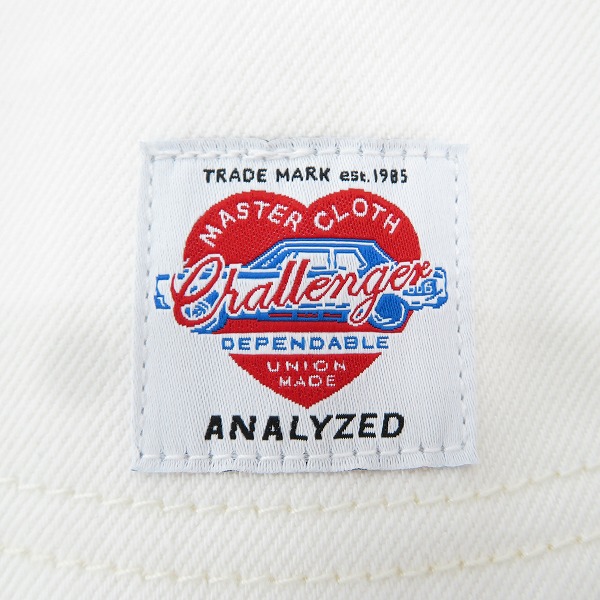 TRADE MARK est. 1985
MASTER CLOTH
Challenger
DEPENDABLE
UNION
MADE
ANALYZED